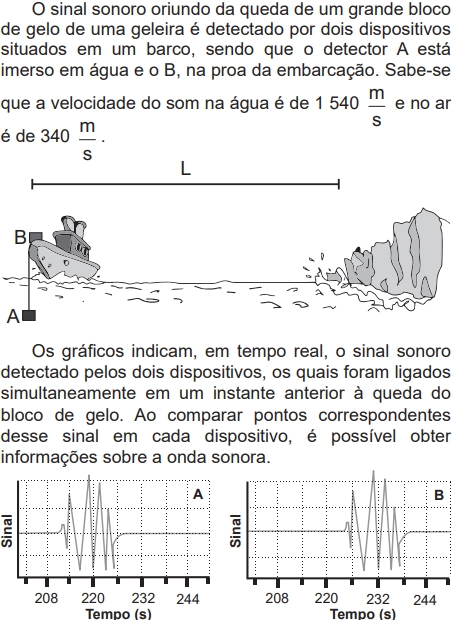 O sinal sonoro oriundo da queda de um grande bloco
de gelo de uma geleira é detectado por dois dispositivos
situados em um barco, sendo que o detector A está
imerso em água e o B, na proa da embarcação. Sabe-se
que a velocidade do som na água é de 1 540 m/s e no ar
é de 340 m/s .
L
B
A
Os gráficos indicam, em tempo real, o sinal sonoro
detectado pelos dois dispositivos, os quais foram ligados
simultaneamente em um instante anterior à queda do
bloco de gelo. Ao comparar pontos correspondentes
desse sinal em cada dispositivo, é possível obter
informações sobre a onda sonora.
A
Sinal
208 220 232 244
Tempo (s)
B
Sinal
208 220 232 244
Tempo (s)